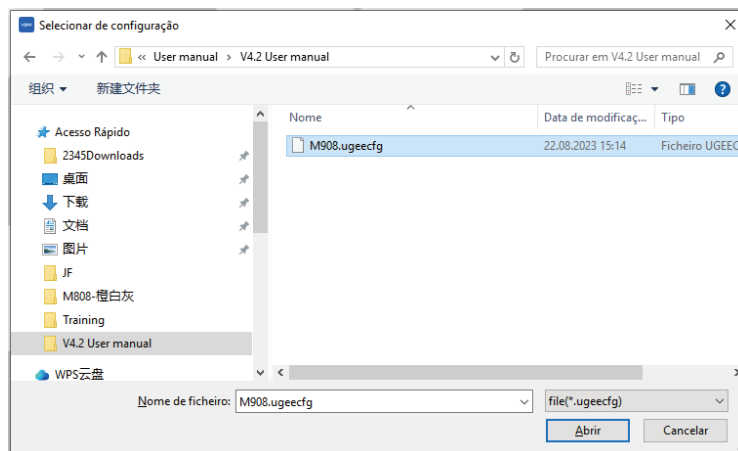 Selecionar de configuração
« User manual › V4.2 User manual
Procurar em V4.2 User manual
组织
新建文件夹
Nome
Data de modificaç...
Tipo
M908.ugeecfg
22.08.2023 15:14
Ficheiro UGEEC
Acesso Rápido
2345Downloads
桌面
下载
文档
图片
JF
M808-橙白灰
Training
V4.2 User manual
WPS云盘
Nome de ficheiro:
M908.ugeecfg
file(*.ugeecfg)
Abrir
Cancelar